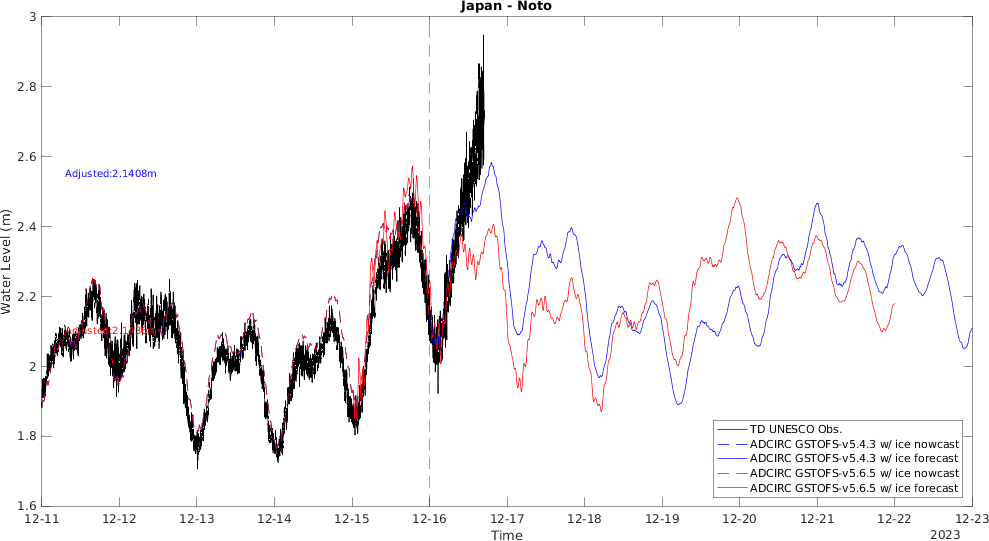 Japan - Noto
Water Level (m)
3
2.8
2.6
2.4
2.2
2
1.8
1.6
Adjusted:2.1408m
12-11
12-12
12-13
12-14
12-15
12-16
12-17
12-18
12-19
12-20
12-21
12-22
12-23
Time
2023
TD UNESCO Obs.
ADCIRC GSTOFS-v5.4.3 w/ ice nowcast
ADCIRC GSTOFS-v5.4.3 w/ ice forecast
ADCIRC GSTOFS-v5.6.5 w/ ice nowcast
ADCIRC GSTOFS-v5.6.5 w/ ice forecast